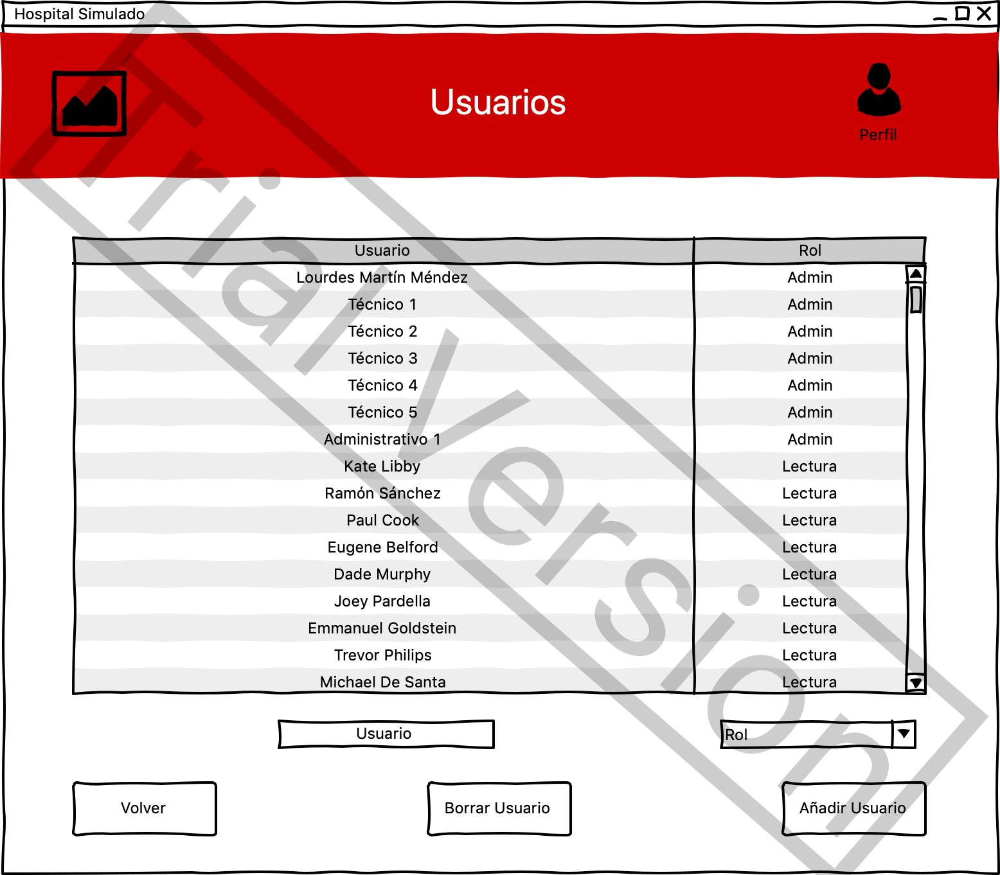 Hospital Simulado
Usuarios
Perfil
Usuario Rol
Lourdes Martín Méndez Admin
Técnico 1 Admin
Técnico 2 Admin
Técnico 3 Admin
Técnico 4 Admin
Técnico 5 Admin
Administrativo 1 Admin
Kate Libby Lectura
Ramón Sánchez Lectura
Paul Cook Lectura
Eugene Belford Lectura
Dade Murphy Lectura
Joey Pardella Lectura
Emmanuel Goldstein Lectura
Trevor Philips Lectura
Michael De Santa Lectura
Usuario Rol
Volver Borrar Usuario Añadir Usuario
Trial Version